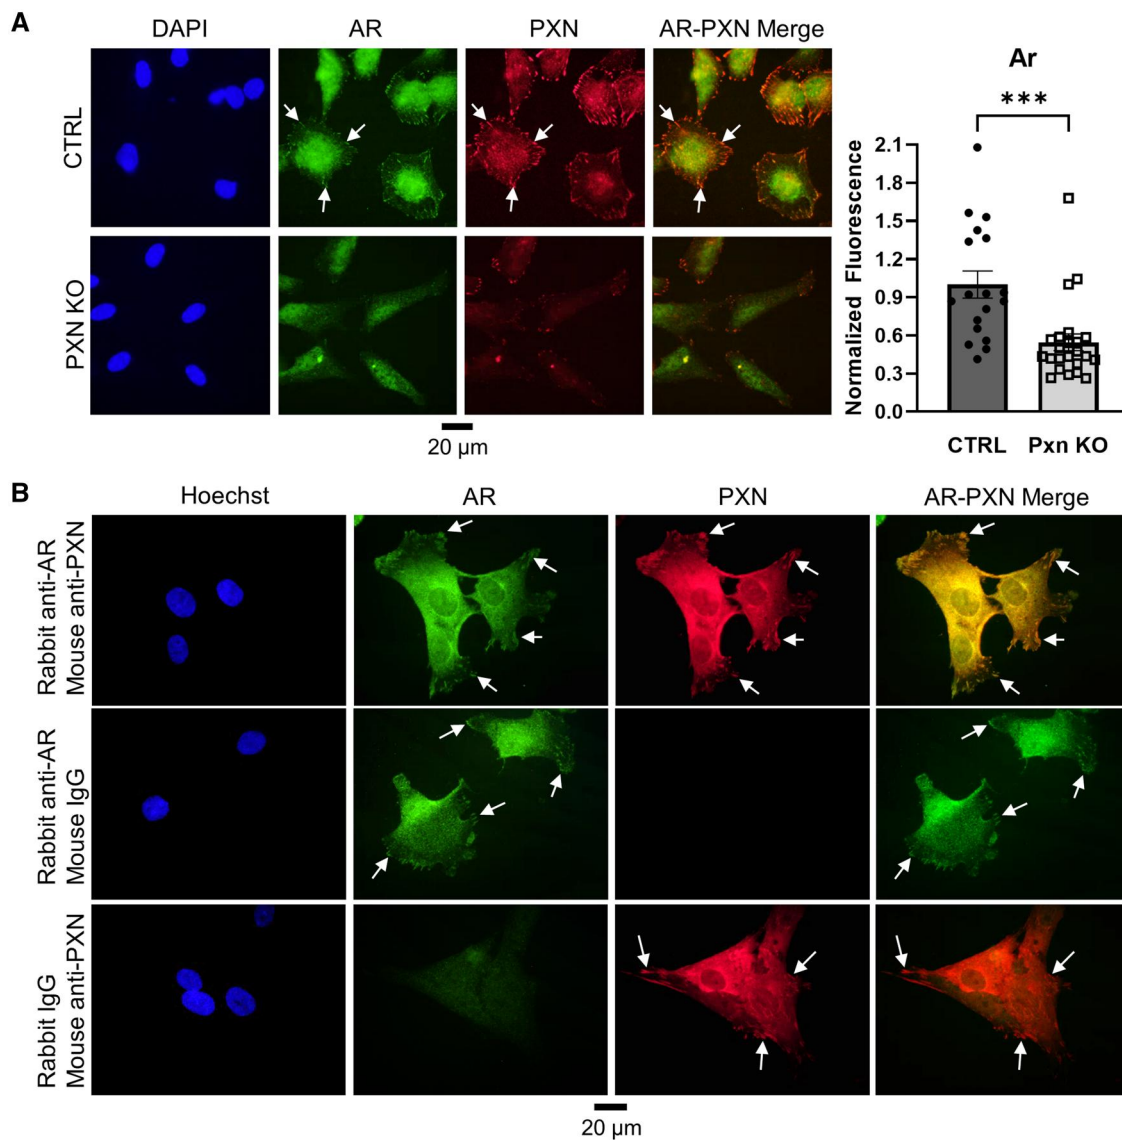 A
DAPI
AR
PXN
AR-PXN Merge
CTRL
PXN KO
20 µm
Ar
***
Normalized Fluorescence
2.1
1.8
1.5
1.2
0.9
0.6
0.3
0.0
CTRL
Pxn KO
B
Hoechst
AR
PXN
AR-PXN Merge
Rabbit anti-AR
Mouse anti-PXN
Rabbit anti-AR
Mouse IgG
Rabbit IgG
Mouse anti-PXN
20 µm